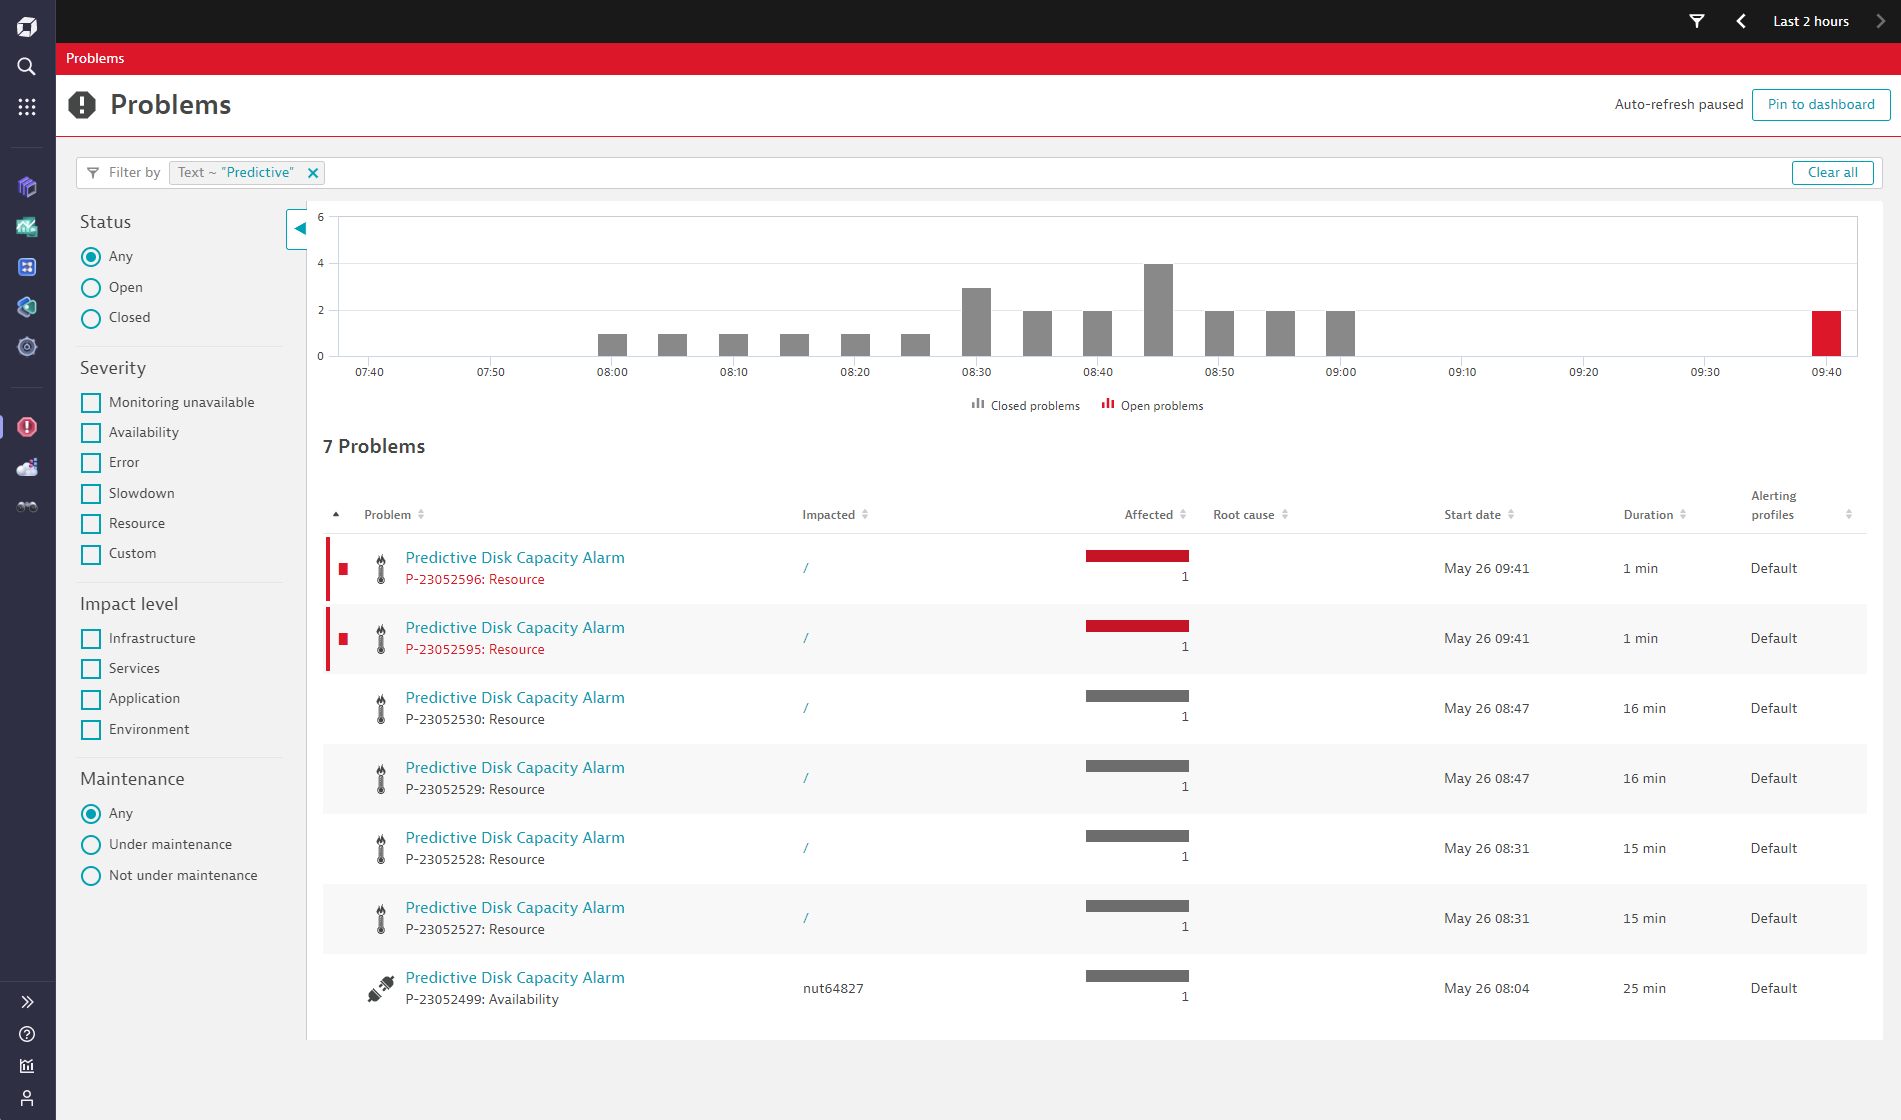 Last 2 hours
Problems
Problems
Auto-refresh paused
Pin to dashboard
Filter by
Text ~ "Predictive"
Clear all
Status
Any
Open
Closed
Severity
Monitoring unavailable
Availability
Error
Slowdown
Resource
Custom
Impact level
Infrastructure
Services
Application
Environment
Maintenance
Any
Under maintenance
Not under maintenance
6
4
2
0
07:40 07:50 08:00 08:10 08:20 08:30 08:40 08:50 09:00 09:10 09:20 09:30 09:40
Closed problems Open problems
7 Problems
Problem Impacted Affected Root cause Start date Duration Alerting profiles
Predictive Disk Capacity Alarm
P-23052596: Resource
/ 1 May 26 09:41 1 min Default
Predictive Disk Capacity Alarm
P-23052595: Resource
/ 1 May 26 09:41 1 min Default
Predictive Disk Capacity Alarm
P-23052530: Resource
/ 1 May 26 08:47 16 min Default
Predictive Disk Capacity Alarm
P-23052529: Resource
/ 1 May 26 08:47 16 min Default
Predictive Disk Capacity Alarm
P-23052528: Resource
/ 1 May 26 08:31 15 min Default
Predictive Disk Capacity Alarm
P-23052527: Resource
/ 1 May 26 08:31 15 min Default
Predictive Disk Capacity Alarm
P-23052499: Availability
nut64827 1 May 26 08:04 25 min Default